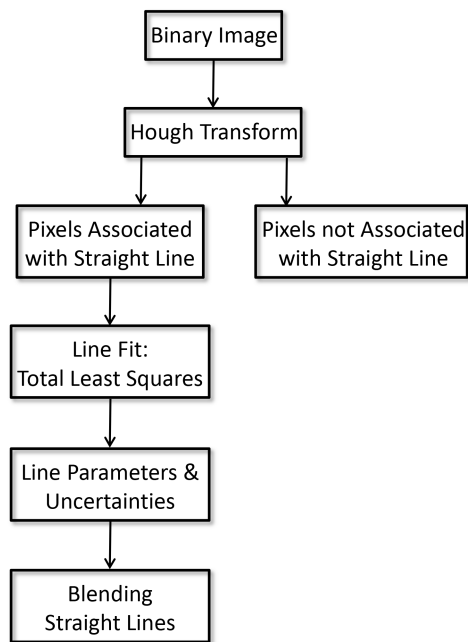 Binary Image
Hough Transform
Pixels Associated
with Straight Line
Pixels not Associated
with Straight Line
Line Fit:
Total Least Squares
Line Parameters &
Uncertainties
Blending
Straight Lines